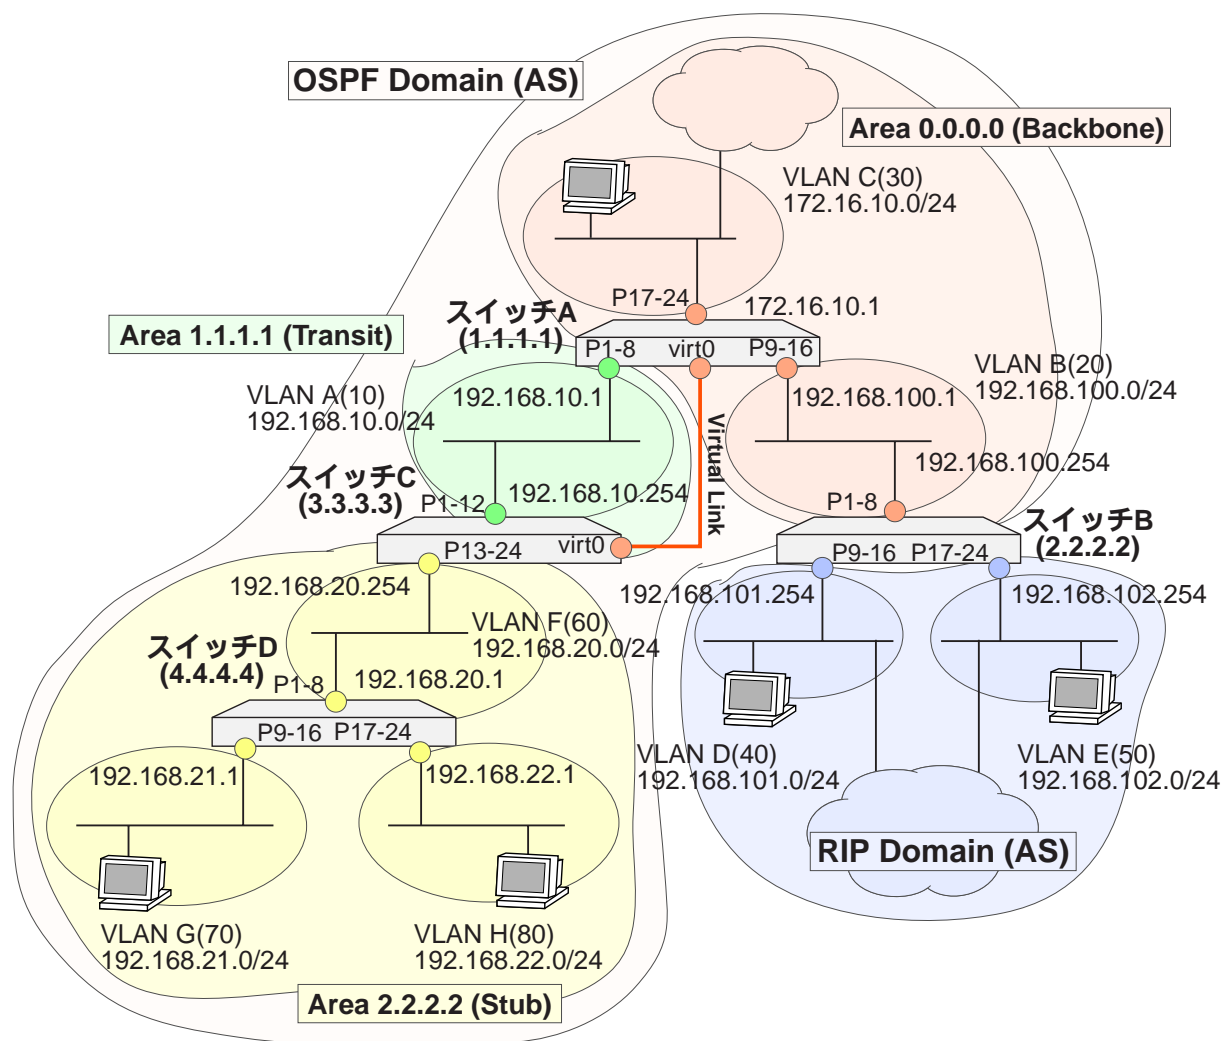 OSPF Domain (AS)
Area 0.0.0.0 (Backbone)
VLAN C(30)
172.16.10.0/24
P17-24
172.16.10.1
スイッチA
(1.1.1.1)
Area 1.1.1.1 (Transit)
P1-8
virt0
P9-16
VLAN A(10)
192.168.10.0/24
192.168.10.1
192.168.100.1
VLAN B(20)
192.168.100.0/24
Virtual Link
192.168.100.254
スイッチC
(3.3.3.3)
P1-12
192.168.10.254
P1-8
スイッチB
(2.2.2.2)
P13-24
virt0
P9-16
P17-24
192.168.20.254
192.168.101.254
192.168.102.254
VLAN F(60)
192.168.20.0/24
スイッチD
(4.4.4.4)
P1-8
192.168.20.1
P9-16
P17-24
192.168.21.1
192.168.22.1
VLAN D(40)
192.168.101.0/24
VLAN E(50)
192.168.102.0/24
RIP Domain (AS)
VLAN G(70)
192.168.21.0/24
VLAN H(80)
192.168.22.0/24
Area 2.2.2.2 (Stub)